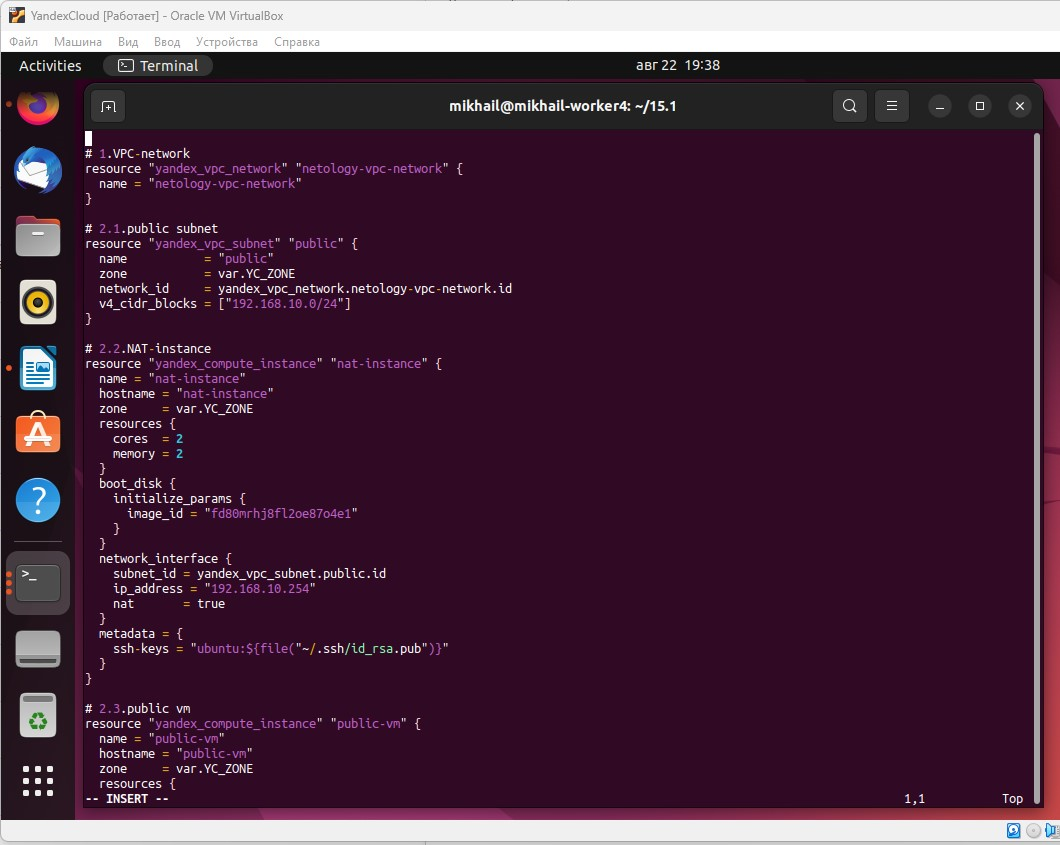 YandexCloud [Работает] - Oracle VM VirtualBox
Файл Машина Вид Ввод Устройства Справка
Activities Terminal авг 22 19:38
mikhail@mikhail-worker4: ~/15.1
# 1.VPC-network
resource "yandex_vpc_network" "netology-vpc-network" {
  name = "netology-vpc-network"
}
# 2.1.public subnet
resource "yandex_vpc_subnet" "public" {
  name           = "public"
  zone           = var.YC_ZONE
  network_id     = yandex_vpc_network.netology-vpc-network.id
  v4_cidr_blocks = ["192.168.10.0/24"]
}
# 2.2.NAT-instance
resource "yandex_compute_instance" "nat-instance" {
  name = "nat-instance"
  hostname = "nat-instance"
  zone     = var.YC_ZONE
  resources {
    cores  = 2
    memory = 2
  }
  boot_disk {
    initialize_params {
      image_id = "fd80mrhj8fl2oe87o4e1"
    }
  }
  network_interface {
    subnet_id = yandex_vpc_subnet.public.id
    ip_address = "192.168.10.254"
    nat       = true
  }
  metadata = {
    ssh-keys = "ubuntu:${file("~/.ssh/id_rsa.pub")}"
  }
}
# 2.3.public vm
resource "yandex_compute_instance" "public-vm" {
  name = "public-vm"
  hostname = "public-vm"
  zone     = var.YC_ZONE
  resources {
-- INSERT -- 1,1 Top